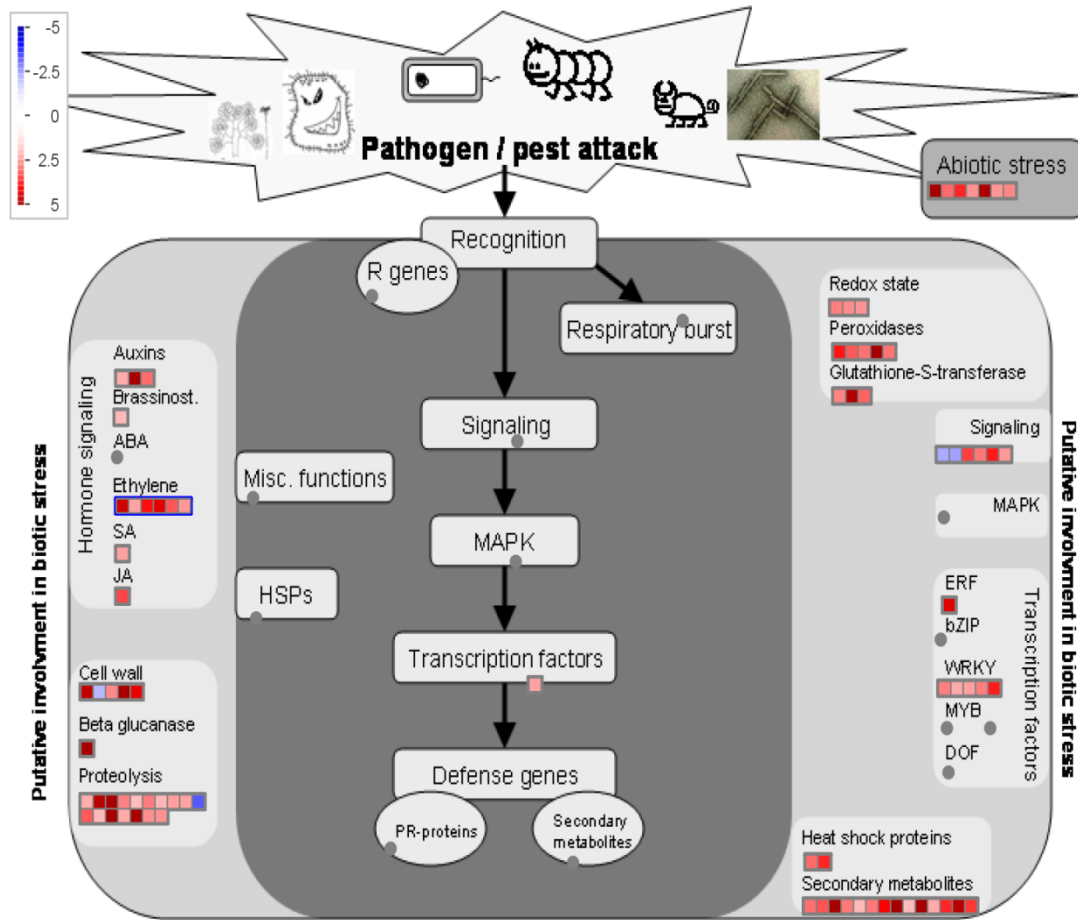 -5
-2.5
0
2.5
5
Pathogen / pest attack
Abiotic stress
Recognition
R genes
Respiratory burst
Signaling
Misc. functions
MAPK
HSPs
Transcription factors
Defense genes
PR-proteins
Secondary
metabolites
Putative involvment in biotic stress
Hormone signaling
Auxins
Brassinost.
ABA
Ethylene
SA
JA
Cell wall
Beta glucanase
Proteolysis
Redox state
Peroxidases
Glutathione-S-transferase
Signaling
MAPK
ERF
bZIP
WRKY
MYB
DOF
Transcription factors
Putative involvment in biotic stress
Heat shock proteins
Secondary metabolites